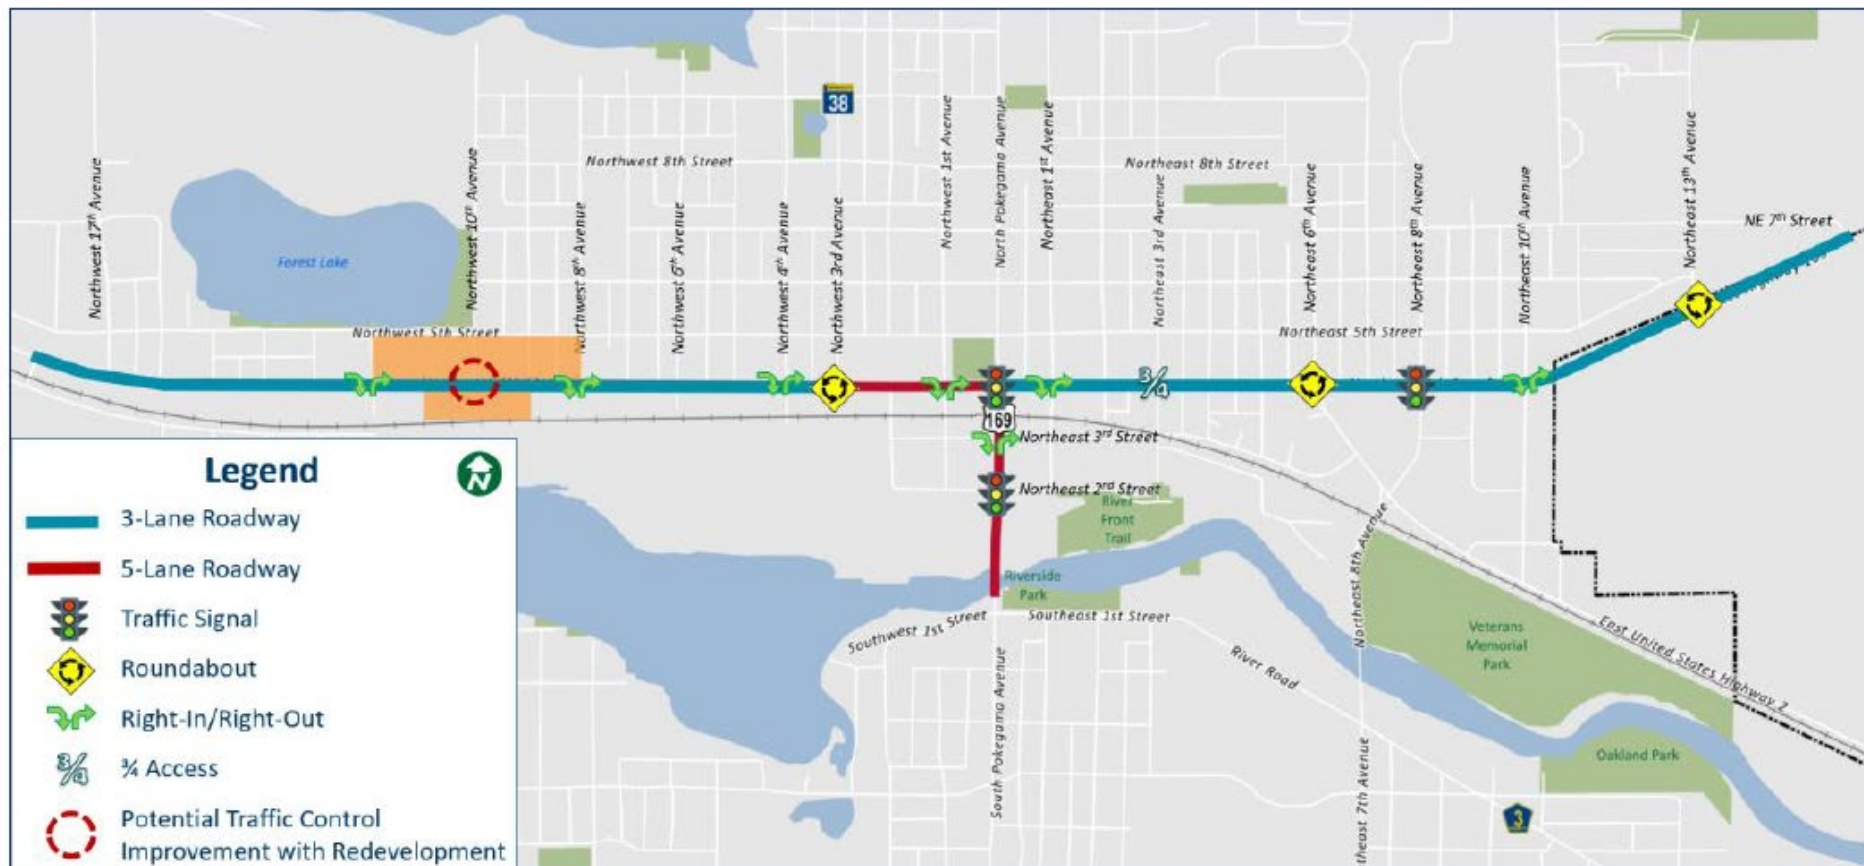 38
Northwest 17th Avenue
Northwest 10th Avenue
Northwest 8th Street
Northwest 8th Avenue
Northwest 6th Avenue
Northwest 4th Avenue
Northwest 3rd Avenue
Northwest 1st Avenue
North Pokegama Avenue
Northeast 1st Avenue
Northeast 8th Street
Northeast 3rd Avenue
Northeast 6th Avenue
Northeast 8th Avenue
Northeast 10th Avenue
Northeast 13th Avenue
NE 7th Street
Forest Lake
Northwest 5th Street
Northeast 5th Street
3/4
169
Northeast 3rd Street
Northeast 2nd Street
River
Front
Trail
Riverside
Park
Southwest 1st Street
Southeast 1st Street
River Road
South Pokegama Avenue
Northeast 8th Avenue
Veterans
Memorial
Park
East United States Highway 2
Oakland Park
theast 7th Avenue
3
Legend
N
3-Lane Roadway
5-Lane Roadway
Traffic Signal
Roundabout
Right-In/Right-Out
3/4
¾ Access
Potential Traffic Control
Improvement with Redevelopment